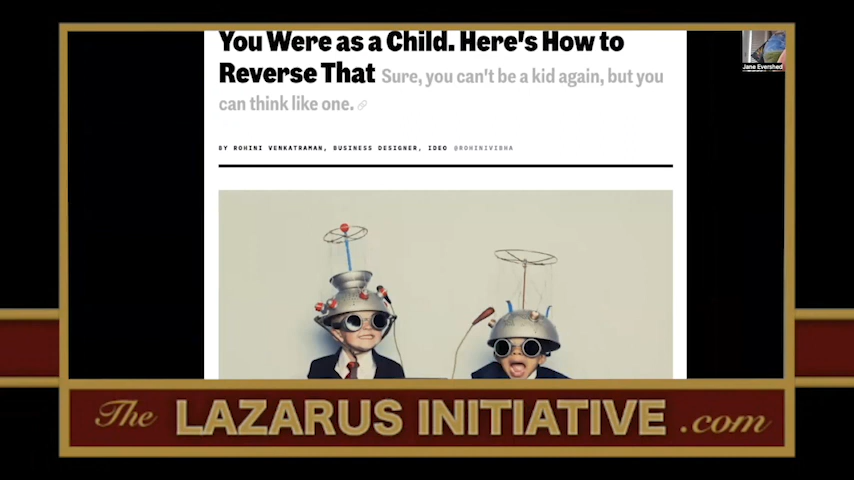 You Were as a Child. Here's How to
Reverse That Sure, you can't be a kid again, but you
can think like one.
BY ROHINI VENKATRAMAN, BUSINESS DESIGNER, IDEO @ROHINIVIBHA
Jane Evershed
The LAZARUS INITIATIVE .com